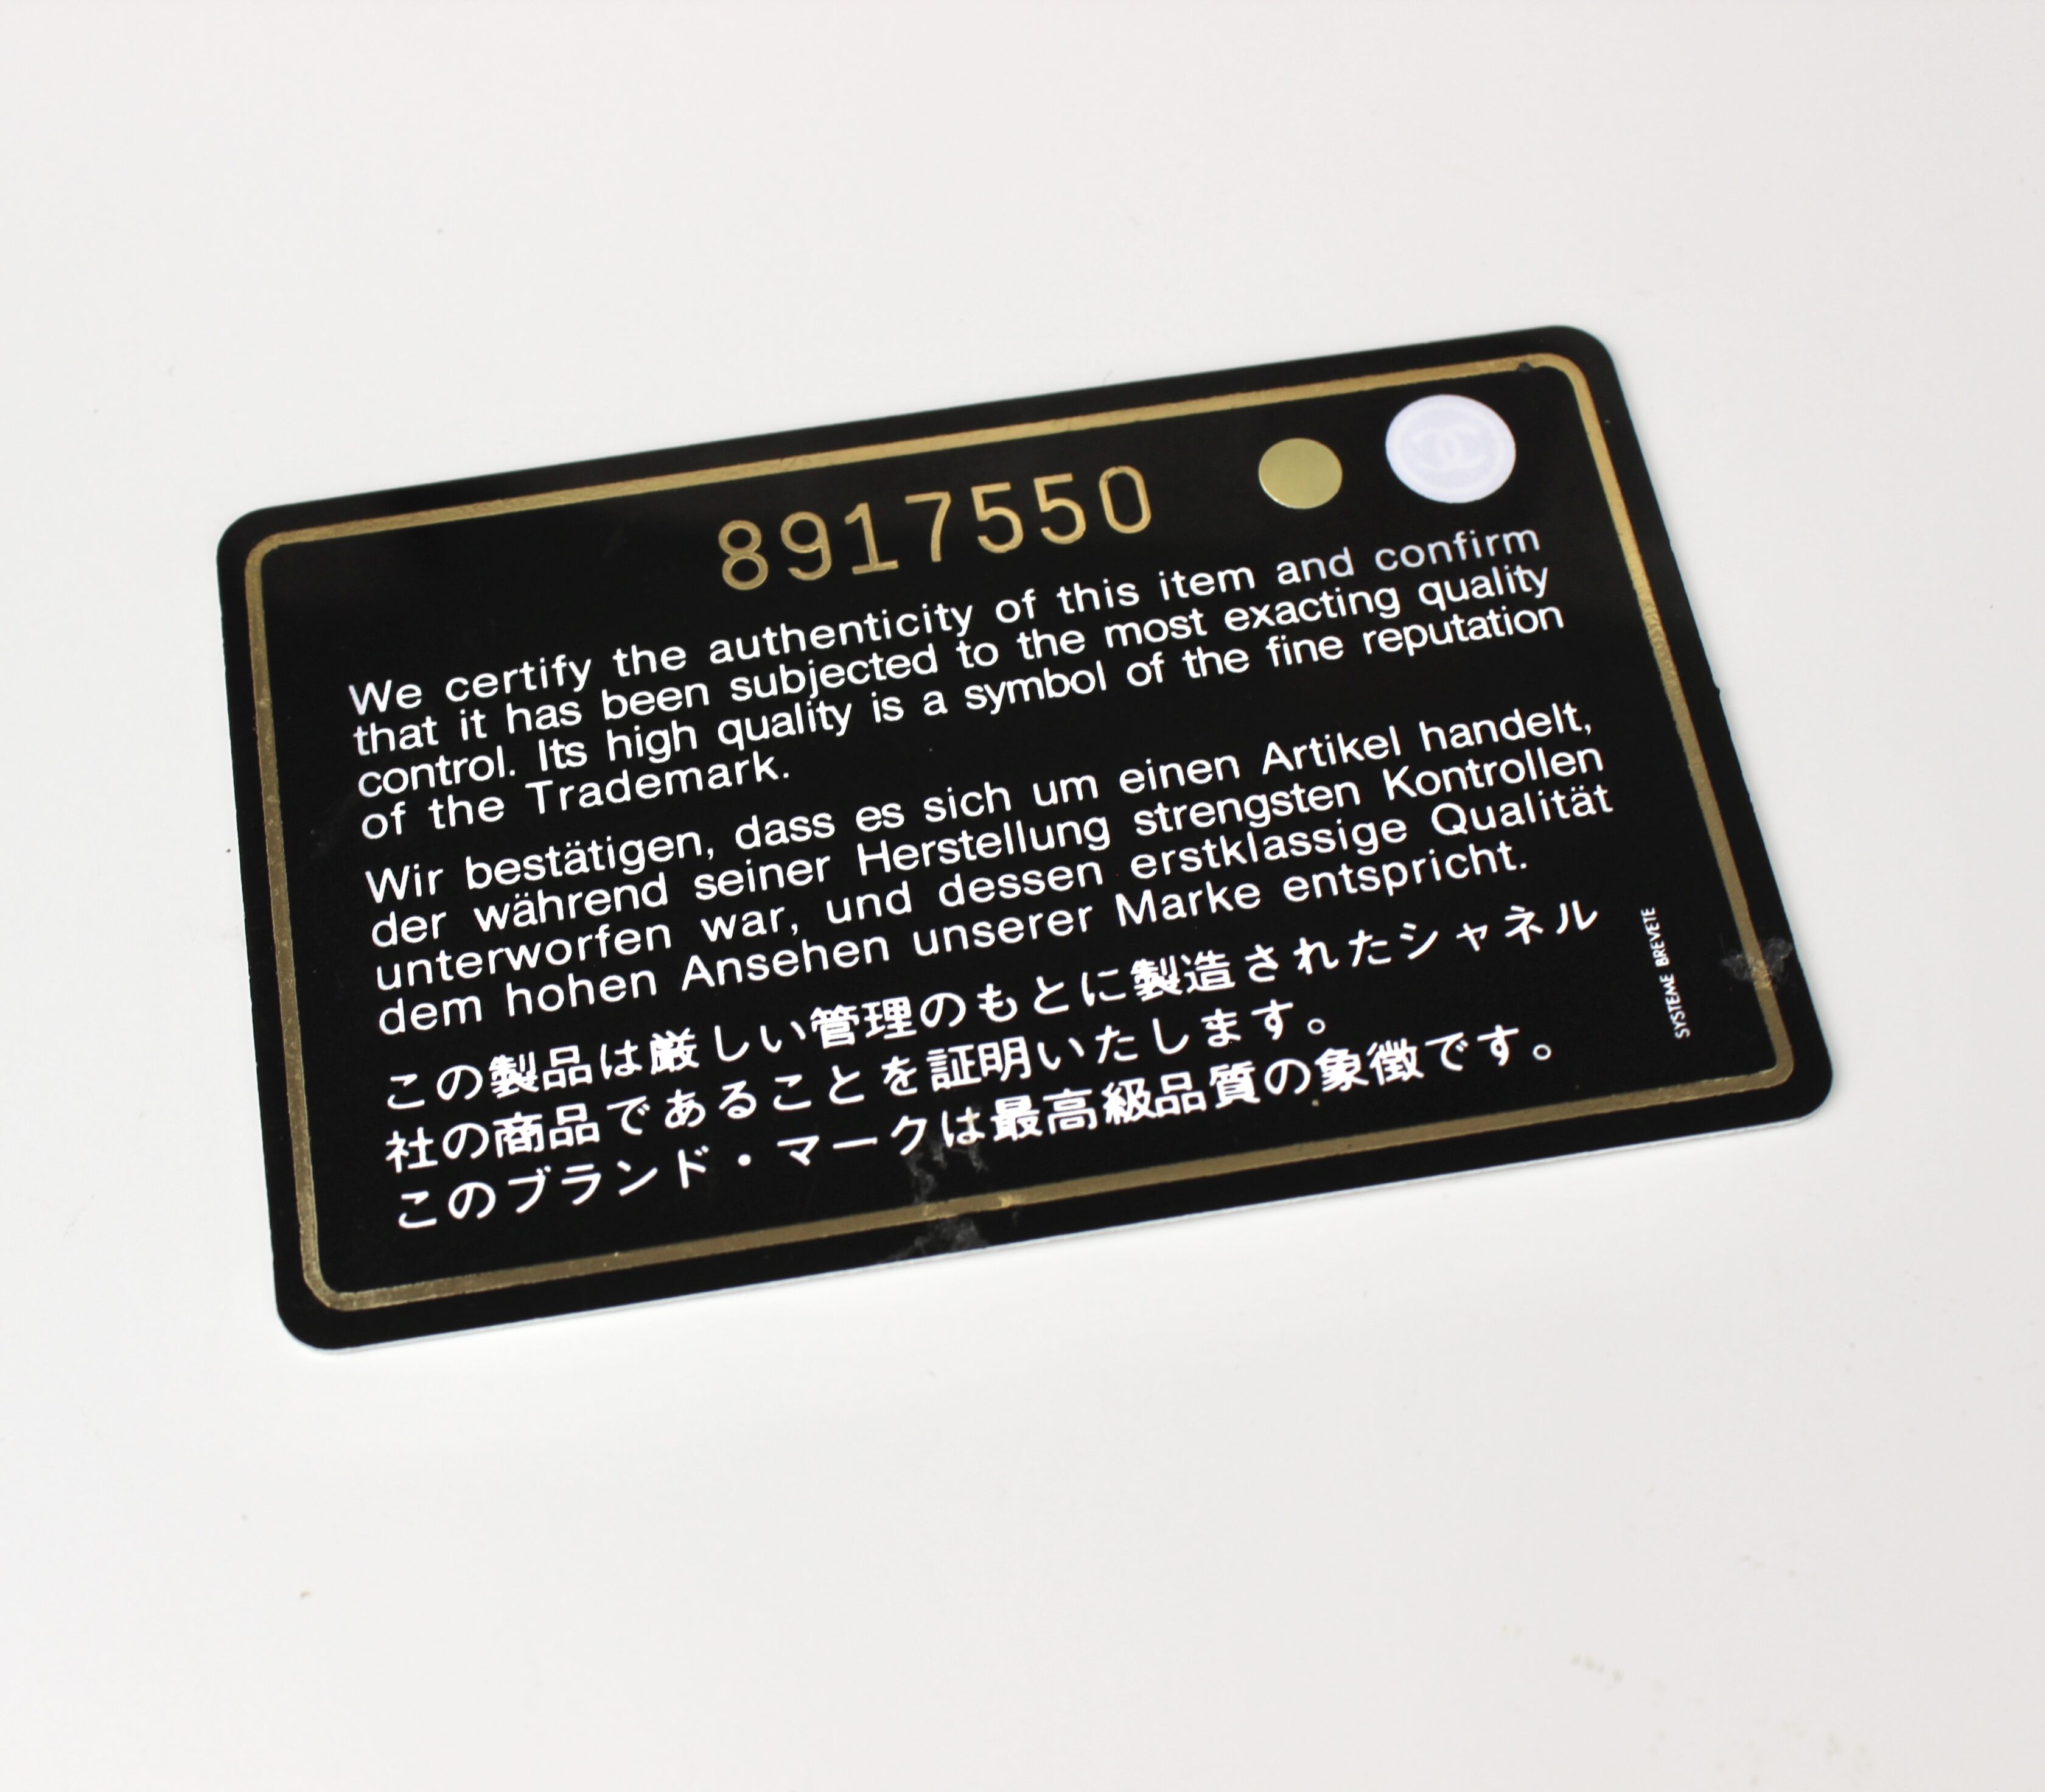 8917550
We certify the authenticity of this item and confirm
that it has been subjected to the most exacting quality
control. Its high quality is a symbol of the fine reputation
of the Trademark.
Wir bestätigen, dass es sich um einen Artikel handelt,
der während seiner Herstellung strengsten Kontrollen
unterworfen war, und dessen erstklassige Qualität
dem hohen Ansehen unserer Marke entspricht.
この製品は厳しい管理のもとに製造されたシャネル
社の商品であることを証明いたします。
このブランド・マークは最高級品質の象徴です。
SYSTEME BREVETE